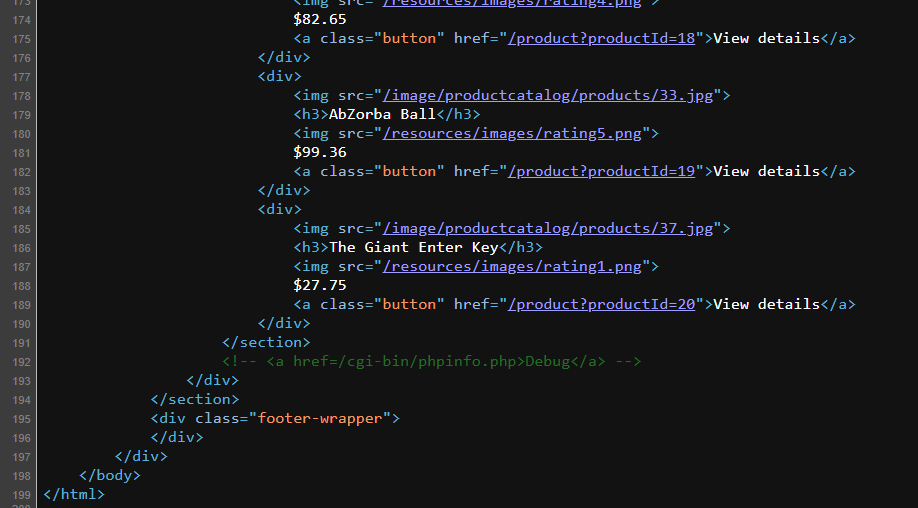 173 <img src="/resources/images/rating4.png">
174 $82.65
175 <a class="button" href="/product?productId=18">View details</a>
176 </div>
177 <div>
178 <img src="/image/productcatalog/products/33.jpg">
179 <h3>AbZorba Ball</h3>
180 <img src="/resources/images/rating5.png">
181 $99.36
182 <a class="button" href="/product?productId=19">View details</a>
183 </div>
184 <div>
185 <img src="/image/productcatalog/products/37.jpg">
186 <h3>The Giant Enter Key</h3>
187 <img src="/resources/images/rating1.png">
188 $27.75
189 <a class="button" href="/product?productId=20">View details</a>
190 </div>
191 </section>
192 <!-- <a href=/cgi-bin/phpinfo.php>Debug</a> -->
193 </div>
194 </section>
195 <div class="footer-wrapper">
196 </div>
197 </div>
198 </body>
199 </html>
200